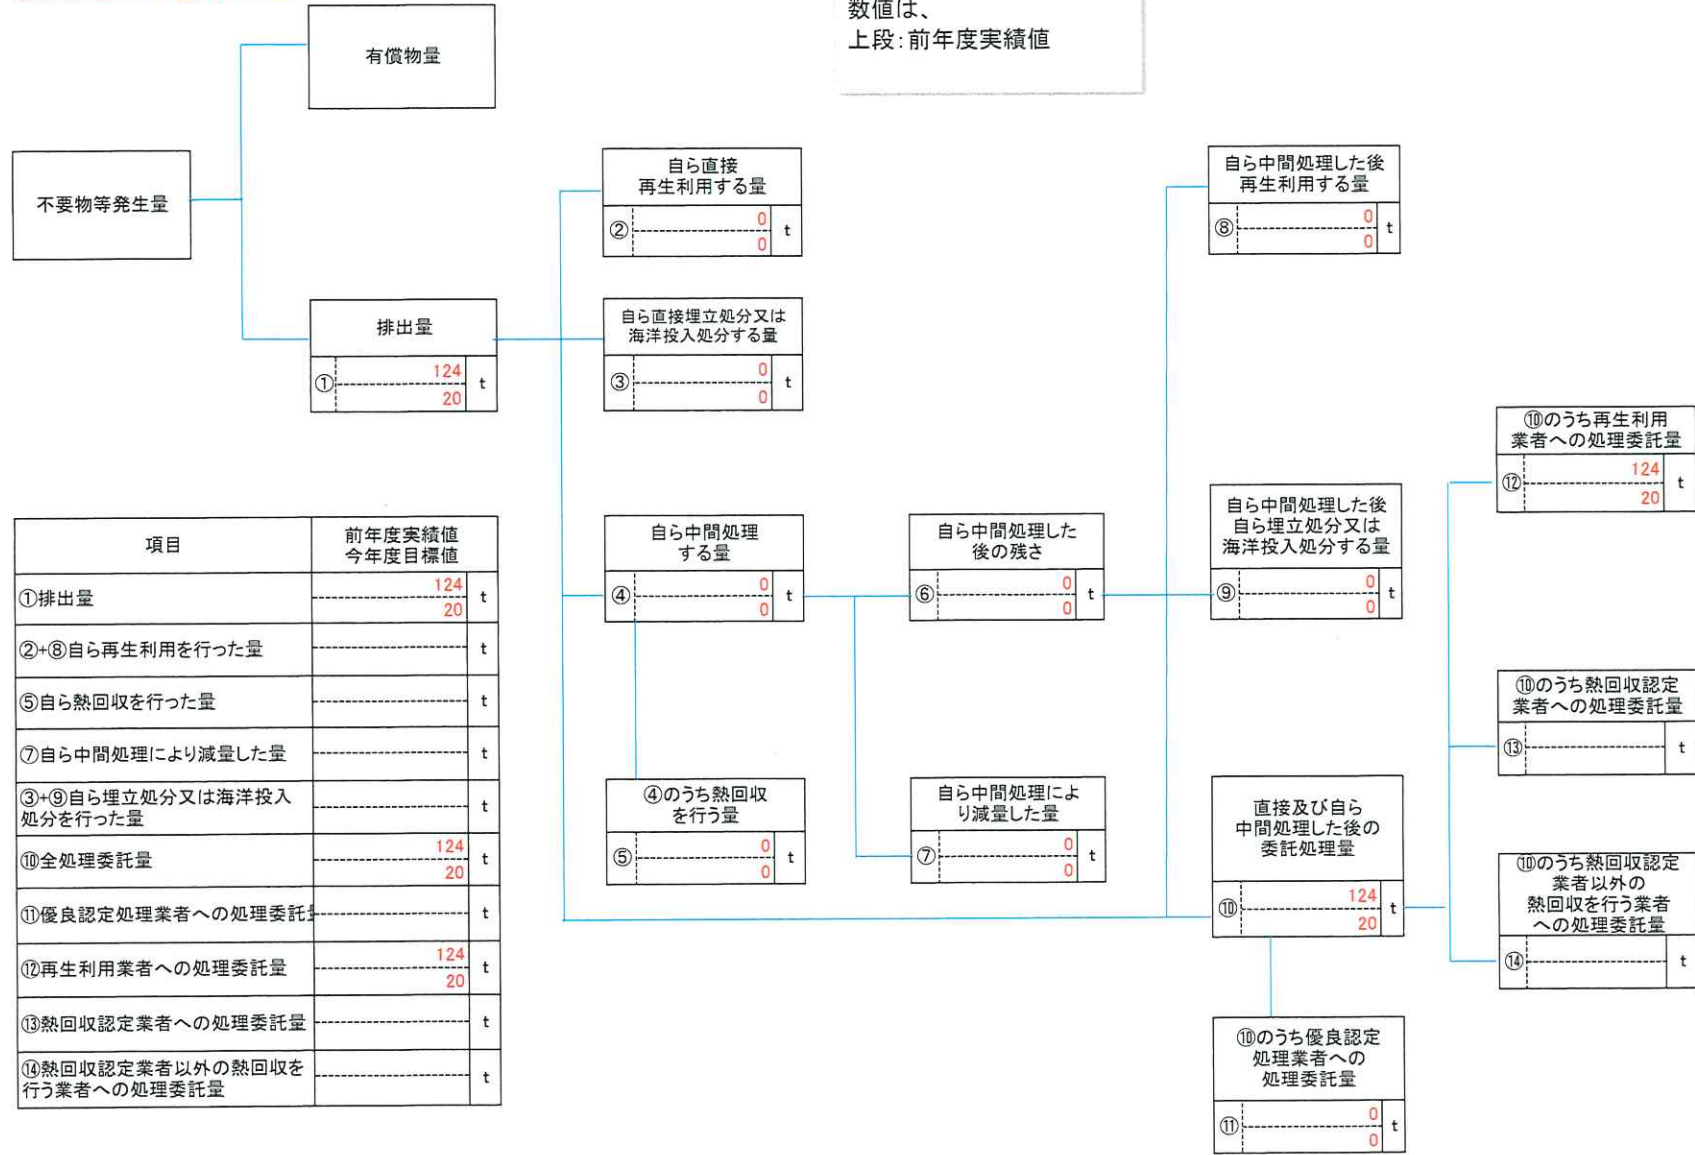 数値は、
上段：前年度実績値
有償物量
不要物等発生量
排出量
①
124
20
t
自ら直接
再生利用する量
②
0
0
t
自ら直接埋立処分又は
海洋投入処分する量
③
0
0
t
自ら中間処理
する量
④
0
0
t
④のうち熱回収
を行う量
⑤
0
0
t
自ら中間処理した
後の残さ
⑥
0
0
t
自ら中間処理によ
り減量した量
⑦
0
0
t
自ら中間処理した後
再生利用する量
⑧
0
0
t
自ら中間処理した後
自ら埋立処分又は
海洋投入処分する量
⑨
0
0
t
直接及び自ら
中間処理した後の
委託処理量
⑩
124
20
t
⑩のうち優良認定
処理業者への
処理委託量
⑪
0
0
t
⑩のうち再生利用
業者への処理委託量
⑫
124
20
t
⑩のうち熱回収認定
業者への処理委託量
⑬
t
⑩のうち熱回収認定
業者以外の
熱回収を行う業者
への処理委託量
⑭
t
項目
前年度実績値
今年度目標値
①排出量
124
20
t
②+⑧自ら再生利用を行った量
t
⑤自ら熱回収を行った量
t
⑦自ら中間処理により減量した量
t
③+⑨自ら埋立処分又は海洋投入
処分を行った量
t
⑩全処理委託量
124
20
t
⑪優良認定処理業者への処理委託
t
⑫再生利用業者への処理委託量
124
20
t
⑬熱回収認定業者への処理委託量
t
⑭熱回収認定業者以外の熱回収を
行う業者への処理委託量
t